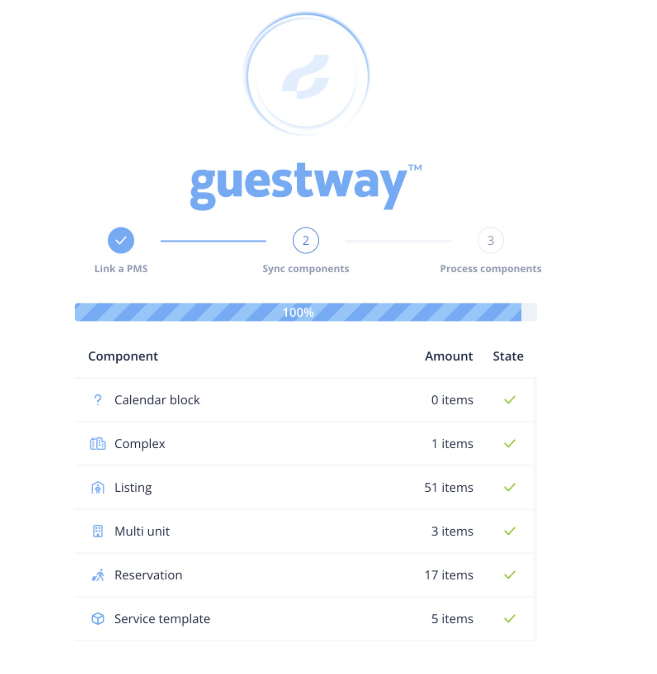 guestway™
2 3
Link a PMS Sync components Process components
100%
Component Amount State
? Calendar block 0 items
Complex 1 items
Listing 51 items
Multi unit 3 items
Reservation 17 items
Service template 5 items